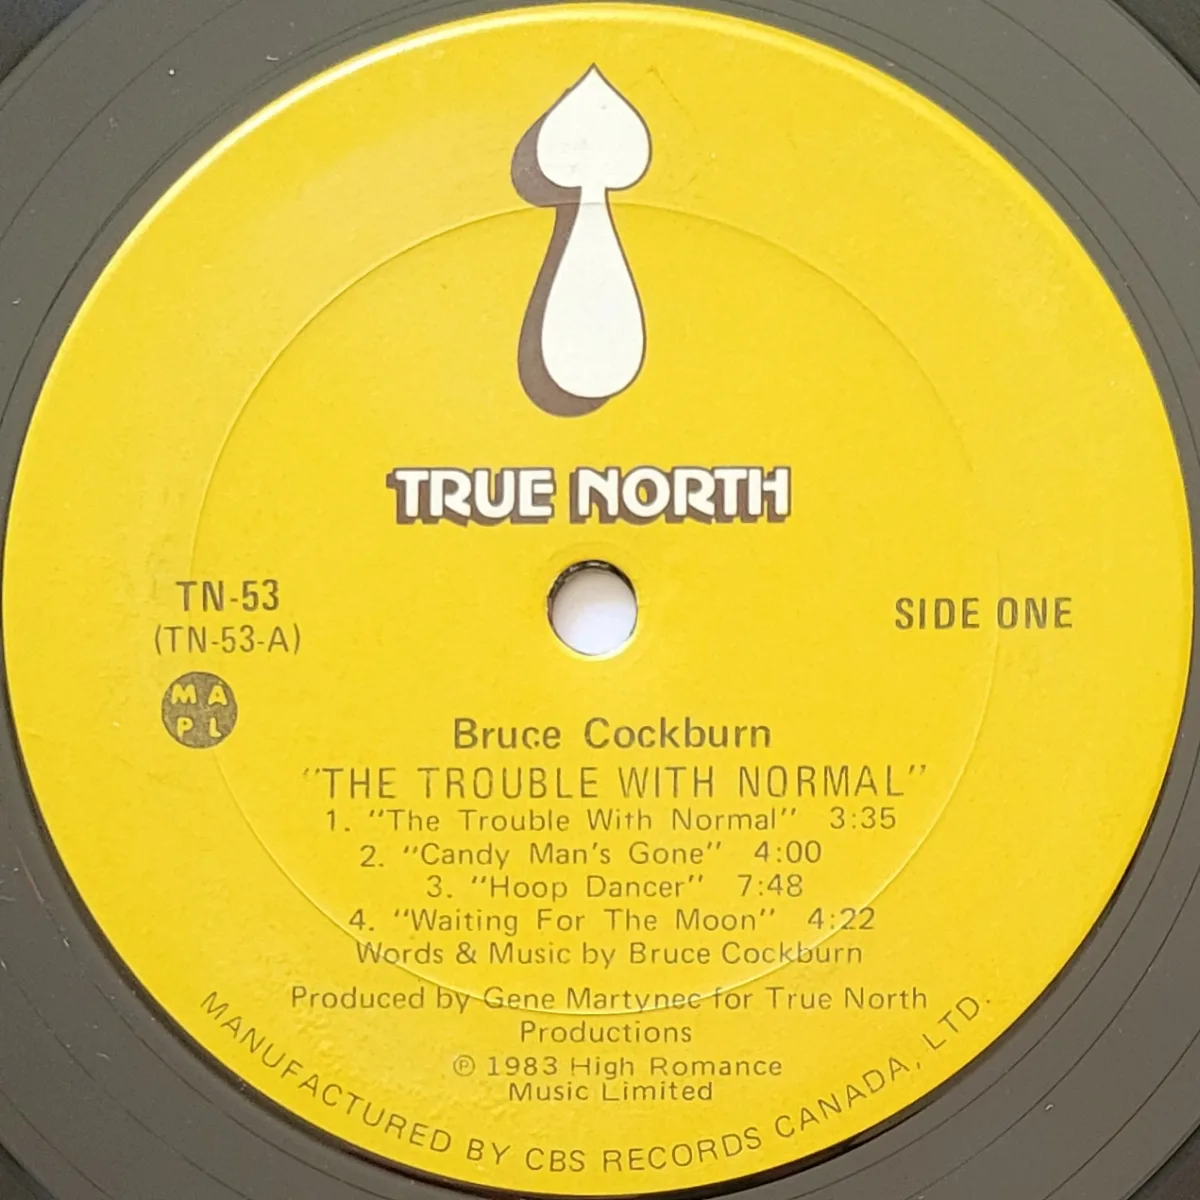 TRUE NORTH
TN-53
(TN-53-A)
SIDE ONE
M A
P L
Bruce Cockburn
"THE TROUBLE WITH NORMAL"
1. "The Trouble With Normal" 3:35
2. "Candy Man's Gone" 4:00
3. "Hoop Dancer" 7:48
4. "Waiting For The Moon" 4:22
Words & Music by Bruce Cockburn
Produced by Gene Martynec for True North
Productions
℗ 1983 High Romance
Music Limited
MANUFACTURED BY CBS RECORDS CANADA, LTD.